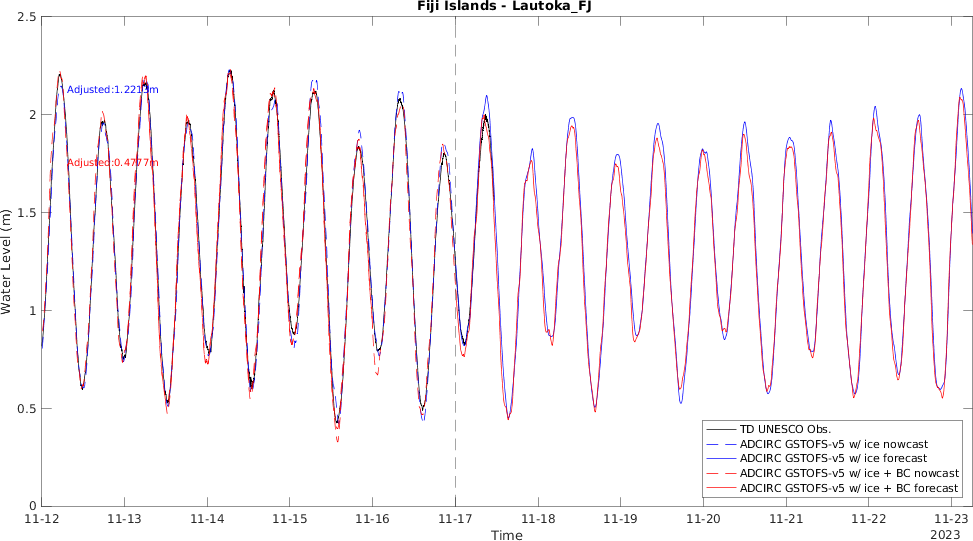 Fiji Islands - Lautoka_FJ
2.5
Adjusted:1.2213m
2
Adjusted:0.4777m
1.5
Water Level (m)
1
0.5
0
TD UNESCO Obs.
ADCIRC GSTOFS-v5 w/ ice nowcast
ADCIRC GSTOFS-v5 w/ ice forecast
ADCIRC GSTOFS-v5 w/ ice + BC nowcast
ADCIRC GSTOFS-v5 w/ ice + BC forecast
11-12 11-13 11-14 11-15 11-16 11-17 11-18 11-19 11-20 11-21 11-22 11-23
Time
2023